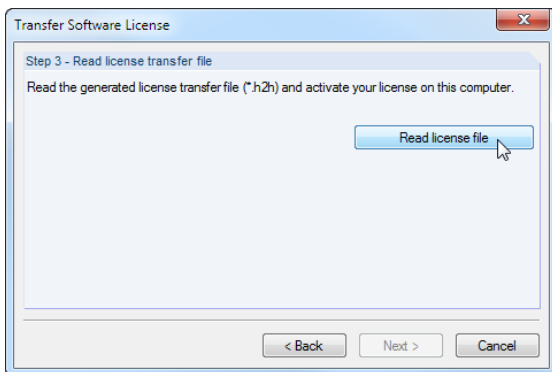 Transfer Software License
Step 3 - Read license transfer file
Read the generated license transfer file (*.h2h) and activate your license on this computer.
Read license file
< Back Next > Cancel